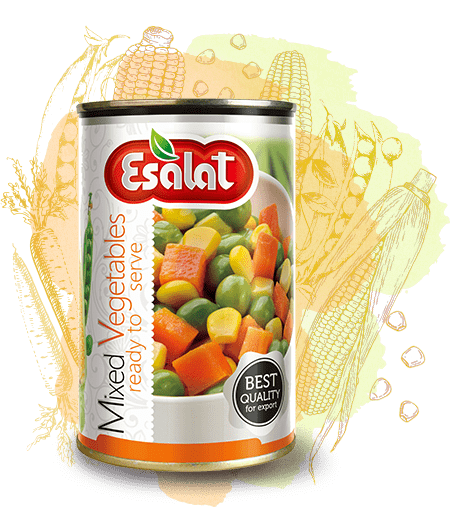 Esalat
Mixed Vegetables
ready to serve
BEST
QUALITY
for export